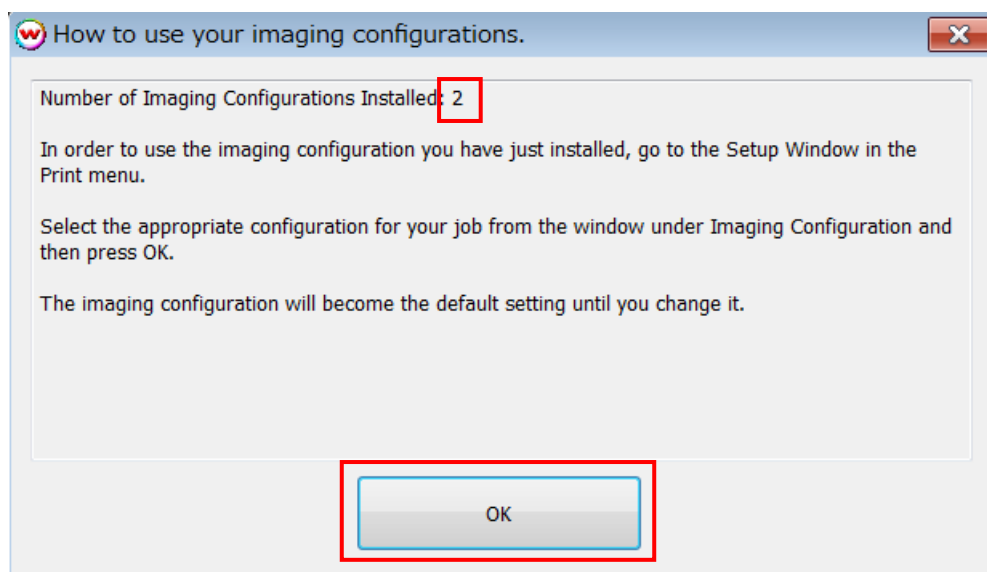 How to use your imaging configurations.
Number of Imaging Configurations Installed: 2
In order to use the imaging configuration you have just installed, go to the Setup Window in the
Print menu.
Select the appropriate configuration for your job from the window under Imaging Configuration and
then press OK.
The imaging configuration will become the default setting until you change it.
OK